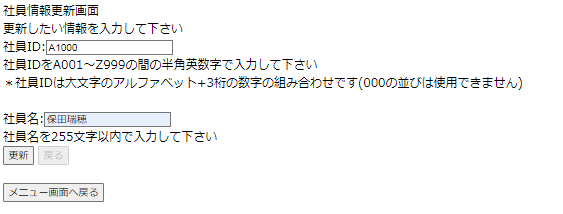 社員情報更新画面
更新したい情報を入力して下さい
社員ID:A1000
社員IDをA001～Z999の間の半角英数字で入力して下さい
＊社員IDは大文字のアルファベット+3桁の数字の組み合わせです(000の並びは使用できません)
社員名:保田瑞穂
社員名を255文字以内で入力して下さい
更新 戻る
メニュー画面へ戻る